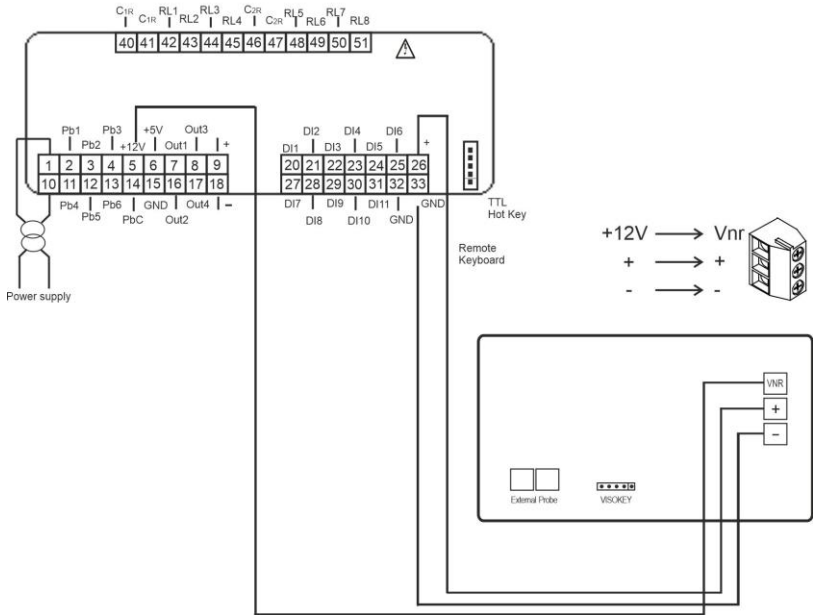 C1R RL1 RL3 C2R RL5 RL7
C1R RL2 RL4 C2R RL6 RL8
40 41 42 43 44 45 46 47 48 49 50 51
Pb1 Pb3 +5V Out3 +
Pb2 +12V Out1
1 2 3 4 5 6 7 8 9
10 11 12 13 14 15 16 17 18
Pb4 Pb6 GND Out4 -
Pb5 PbC Out2
DI2 DI4 DI6 +
DI1 DI3 DI5
20 21 22 23 24 25 26
27 28 29 30 31 32 33
DI7 DI9 DI11 GND
DI8 DI10 GND
TTL
Hot Key
Remote
Keyboard
Power supply
+12V → Vnr
+ → +
- → -
VNR
+
-
External Probe
VISOKEY